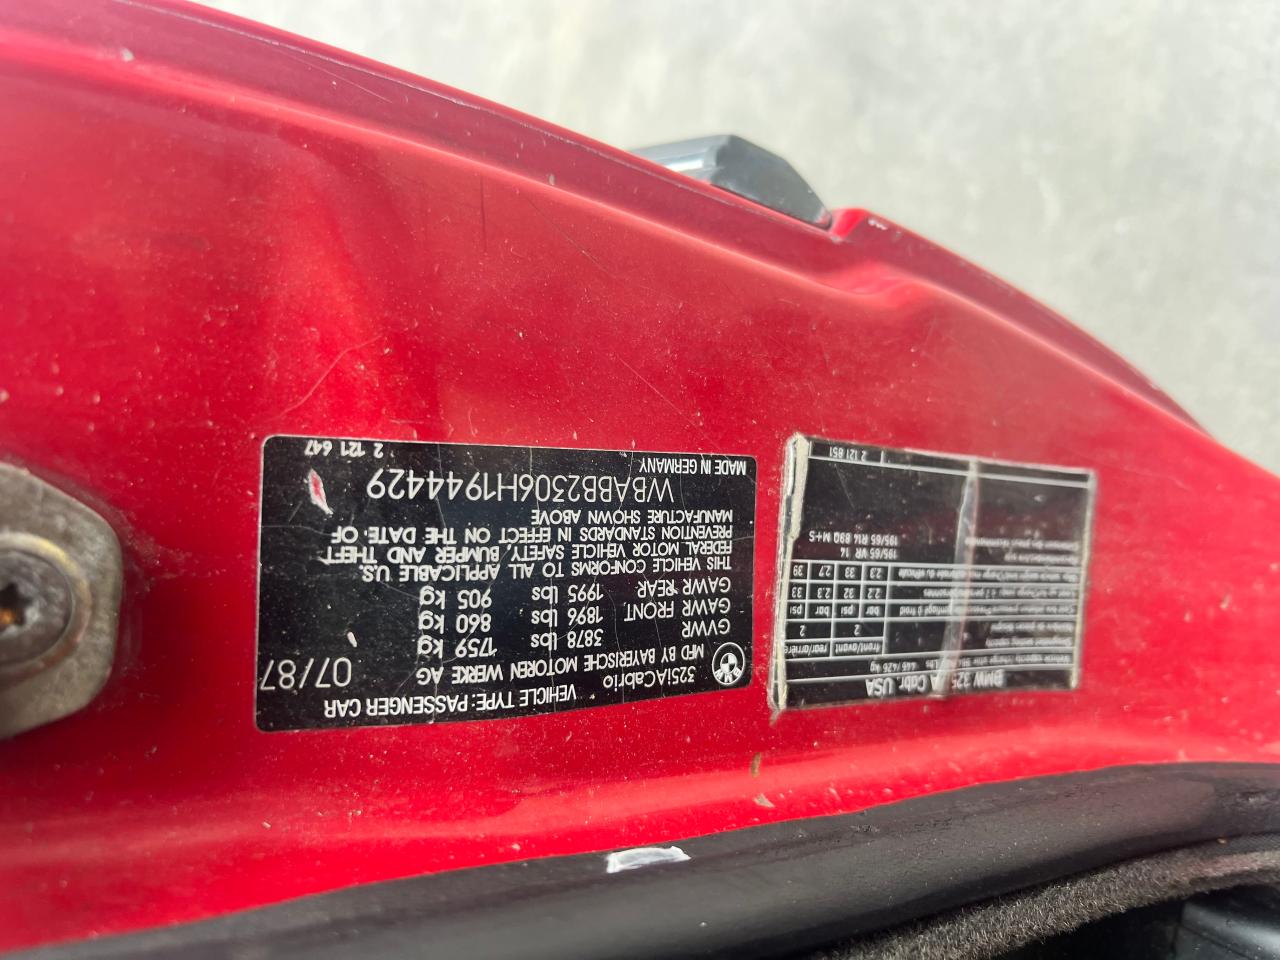 VEHICLE TYPE: PASSENGER CAR
325i/Cabrio
MFD BY BAYERISCHE MOTOREN WERKE AG 07/87
GVWR 3878 lbs 1759 kg
GAWR FRONT 1896 lbs 860 kg
GAWR REAR 1995 lbs 905 kg
THIS VEHICLE CONFORMS TO ALL APPLICABLE U.S.
FEDERAL MOTOR VEHICLE SAFETY, BUMPER AND THEFT
PREVENTION STANDARDS IN EFFECT ON THE DATE OF
MANUFACTURE SHOWN ABOVE
WBABB2306H1944429
MADE IN GERMANY 2 121 647
BMW 325 A Cabr. USA
front/avant rear/arrière
2 2
bar psi bar psi
2.2 32 2.3 33
2.3 33 2.7 39
195/65 VR 14
195/65 R14 89Q M+S
2 121 851